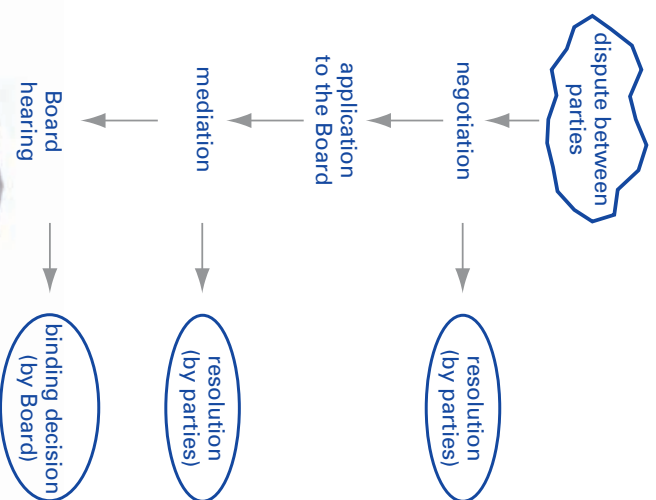 dispute between
parties
negotiation
resolution
(by parties)
application
to the Board
mediation
resolution
(by parties)
Board
hearing
binding decision
(by Board)